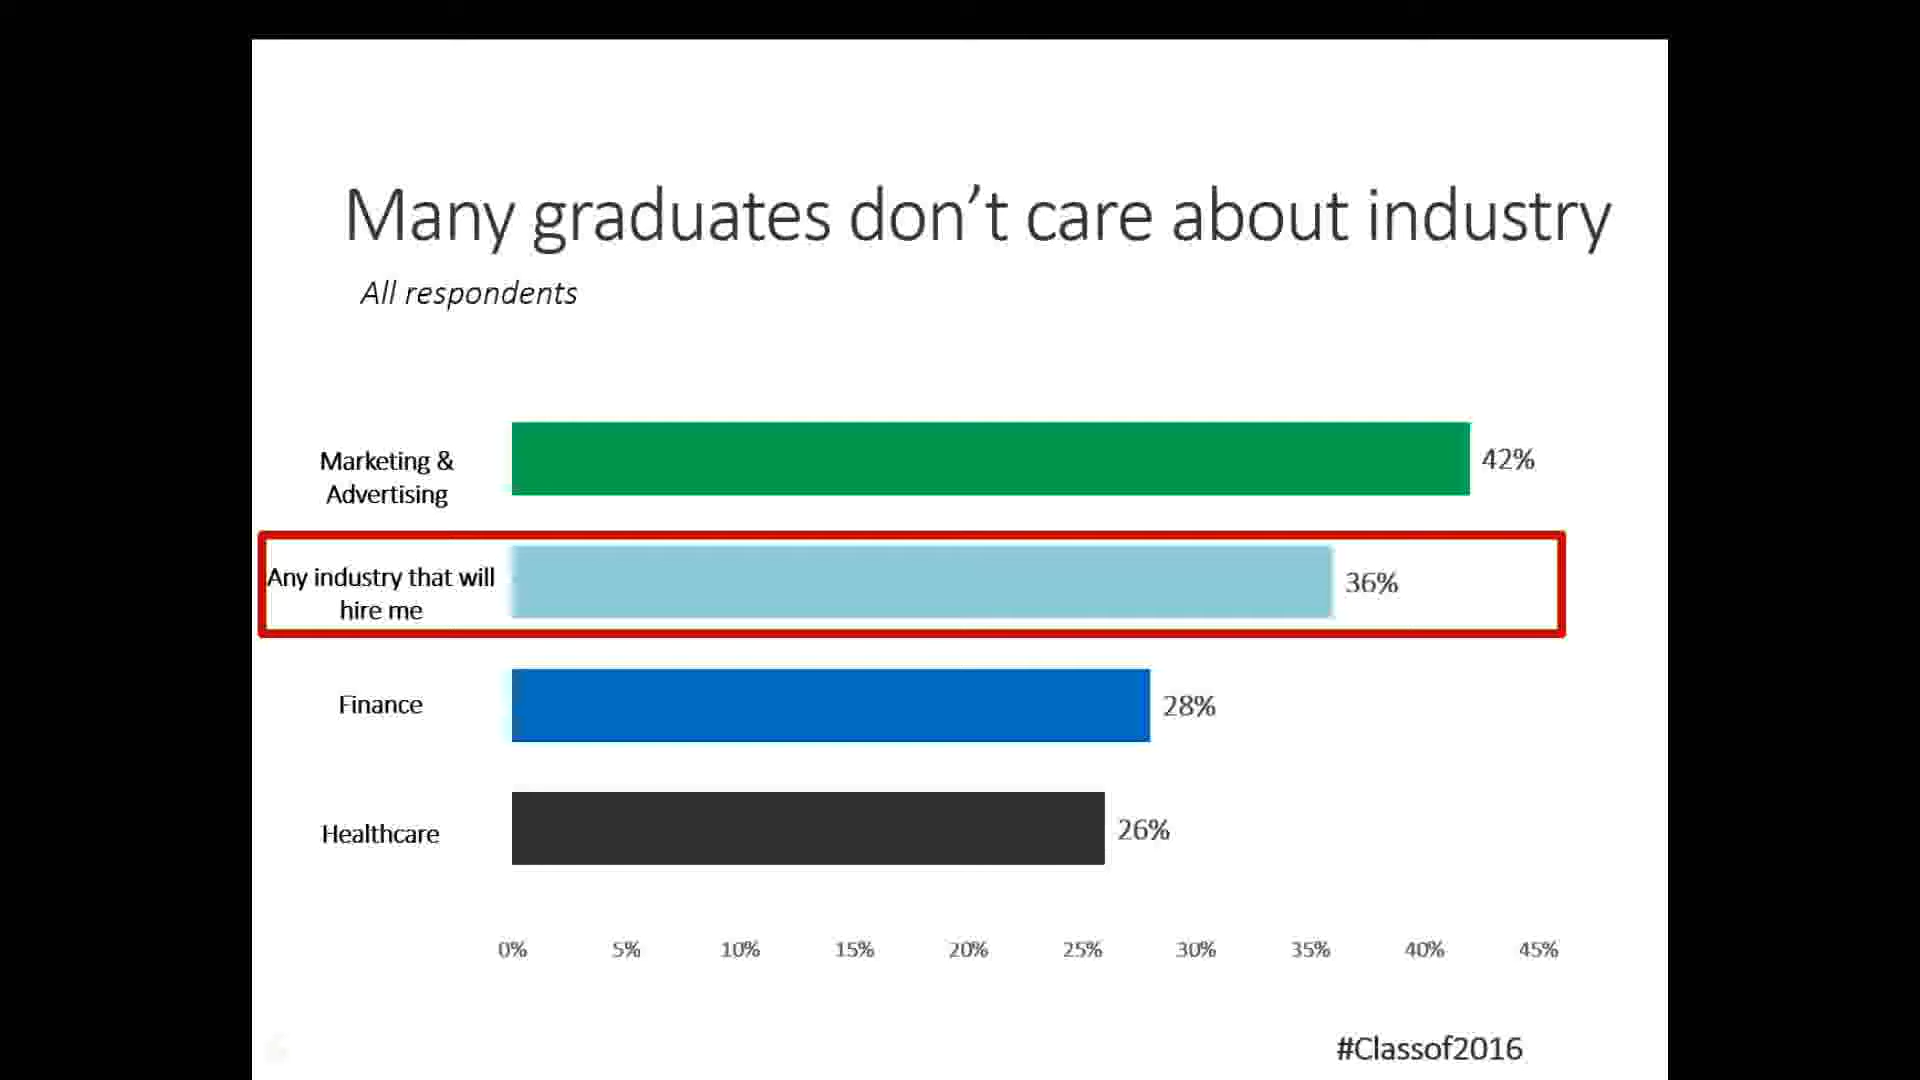 Many graduates don’t care about industry
All respondents
Marketing &
Advertising
42%
Any industry that will
hire me
36%
Finance
28%
Healthcare
26%
0% 5% 10% 15% 20% 25% 30% 35% 40% 45%
#Classof2016